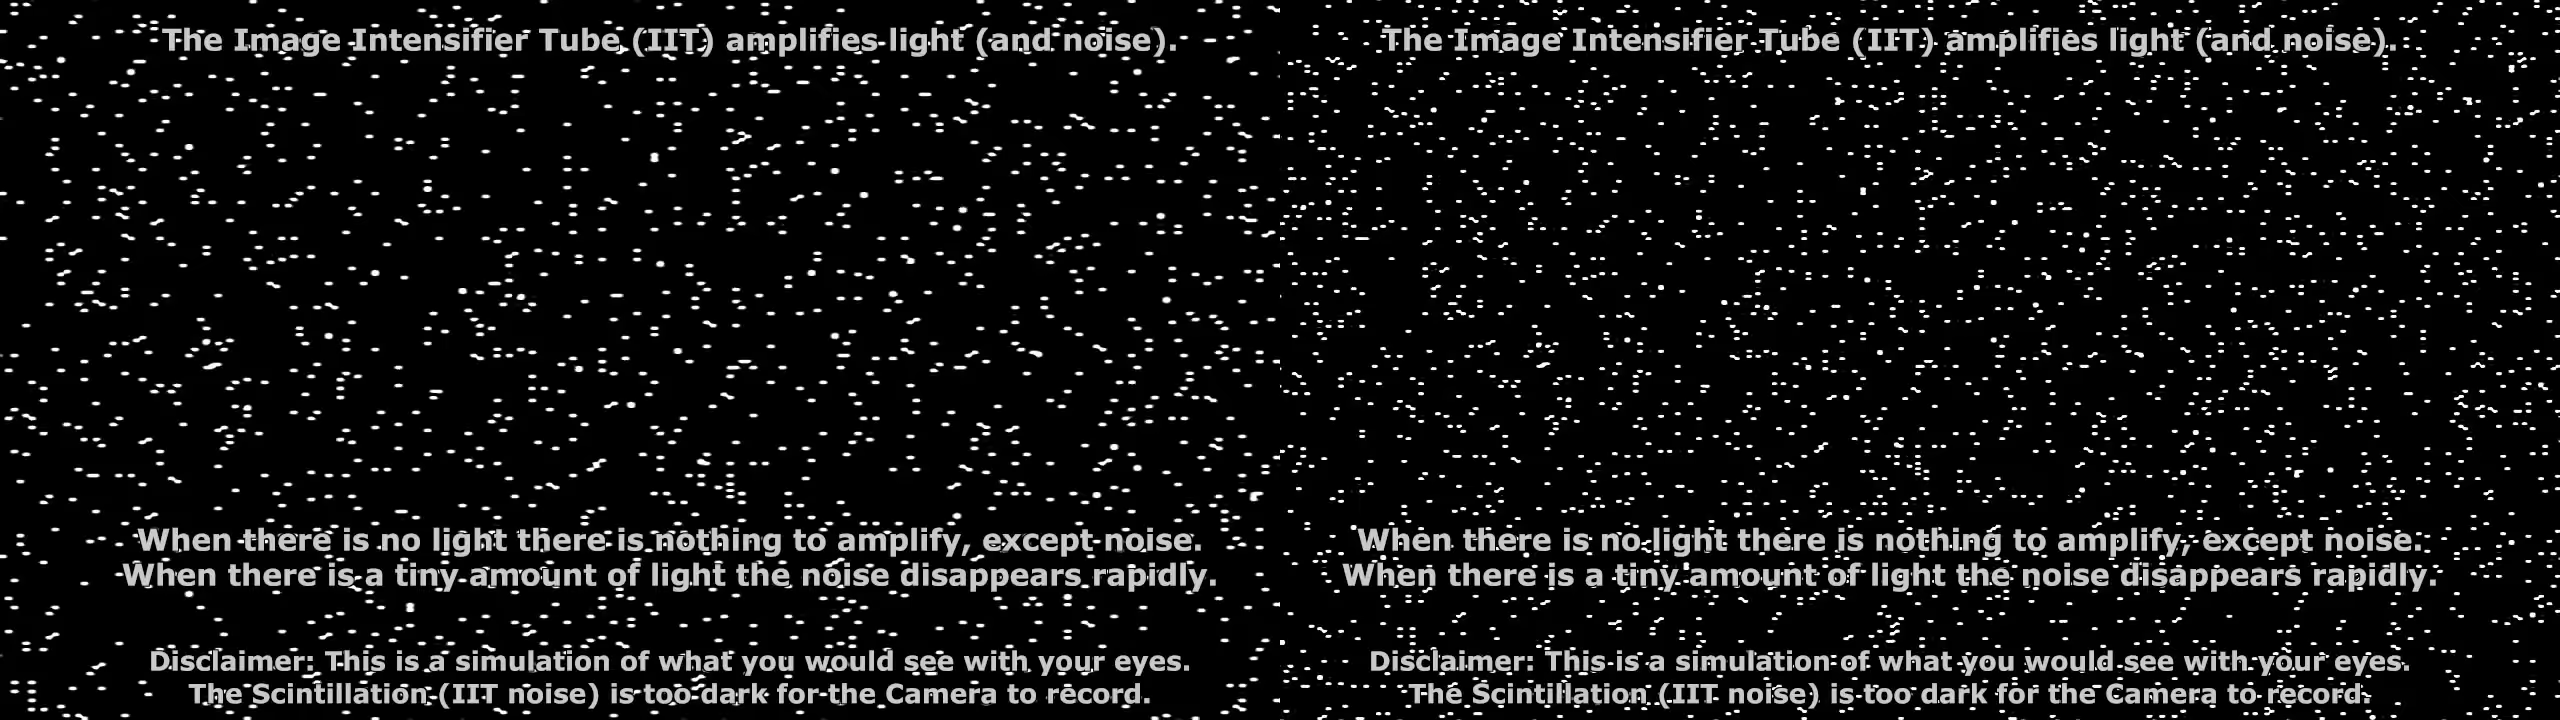 The Image Intensifier Tube (IIT) amplifies light (and noise).
When there is no light there is nothing to amplify, except noise.
When there is a tiny amount of light the noise disappears rapidly.
Disclaimer: This is a simulation of what you would see with your eyes.
The Scintillation (IIT noise) is too dark for the Camera to record.
The Image Intensifier Tube (IIT) amplifies light (and noise).
When there is no light there is nothing to amplify, except noise.
When there is a tiny amount of light the noise disappears rapidly.
Disclaimer: This is a simulation of what you would see with your eyes.
The Scintillation (IIT noise) is too dark for the Camera to record.